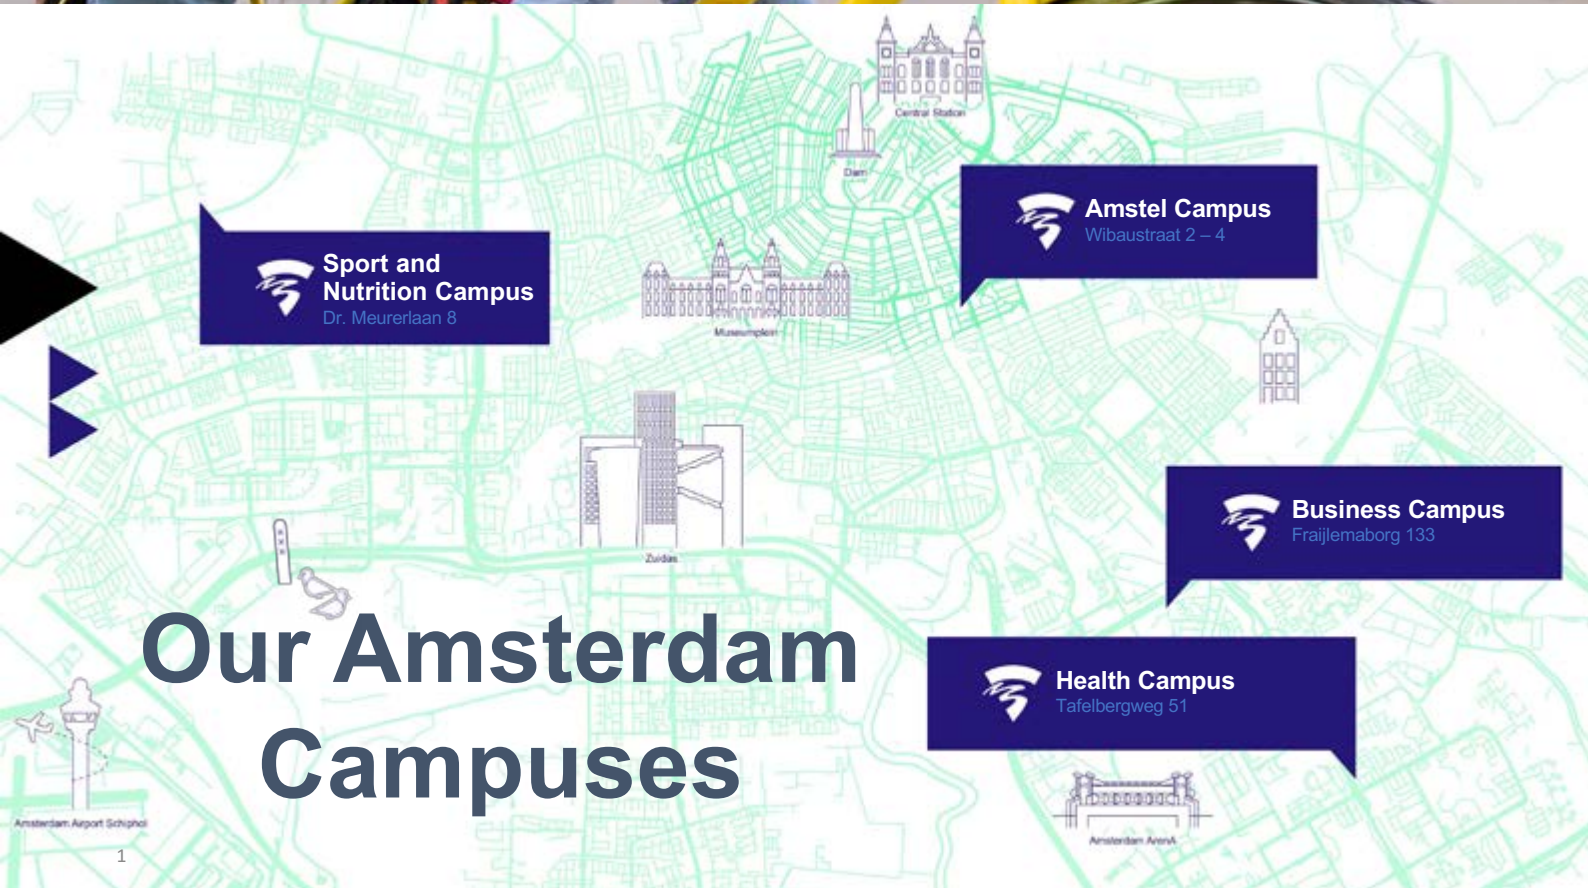 Central Station
Dam
Amstel Campus
Wibaustraat 2 – 4
Sport and
Nutrition Campus
Dr. Meurerlaan 8
Museumplein
Business Campus
Fraijlemaborg 133
Zuidas
Our Amsterdam
Campuses
Health Campus
Tafelbergweg 51
Amsterdam Airport Schiphol
Amsterdam ArenA
1